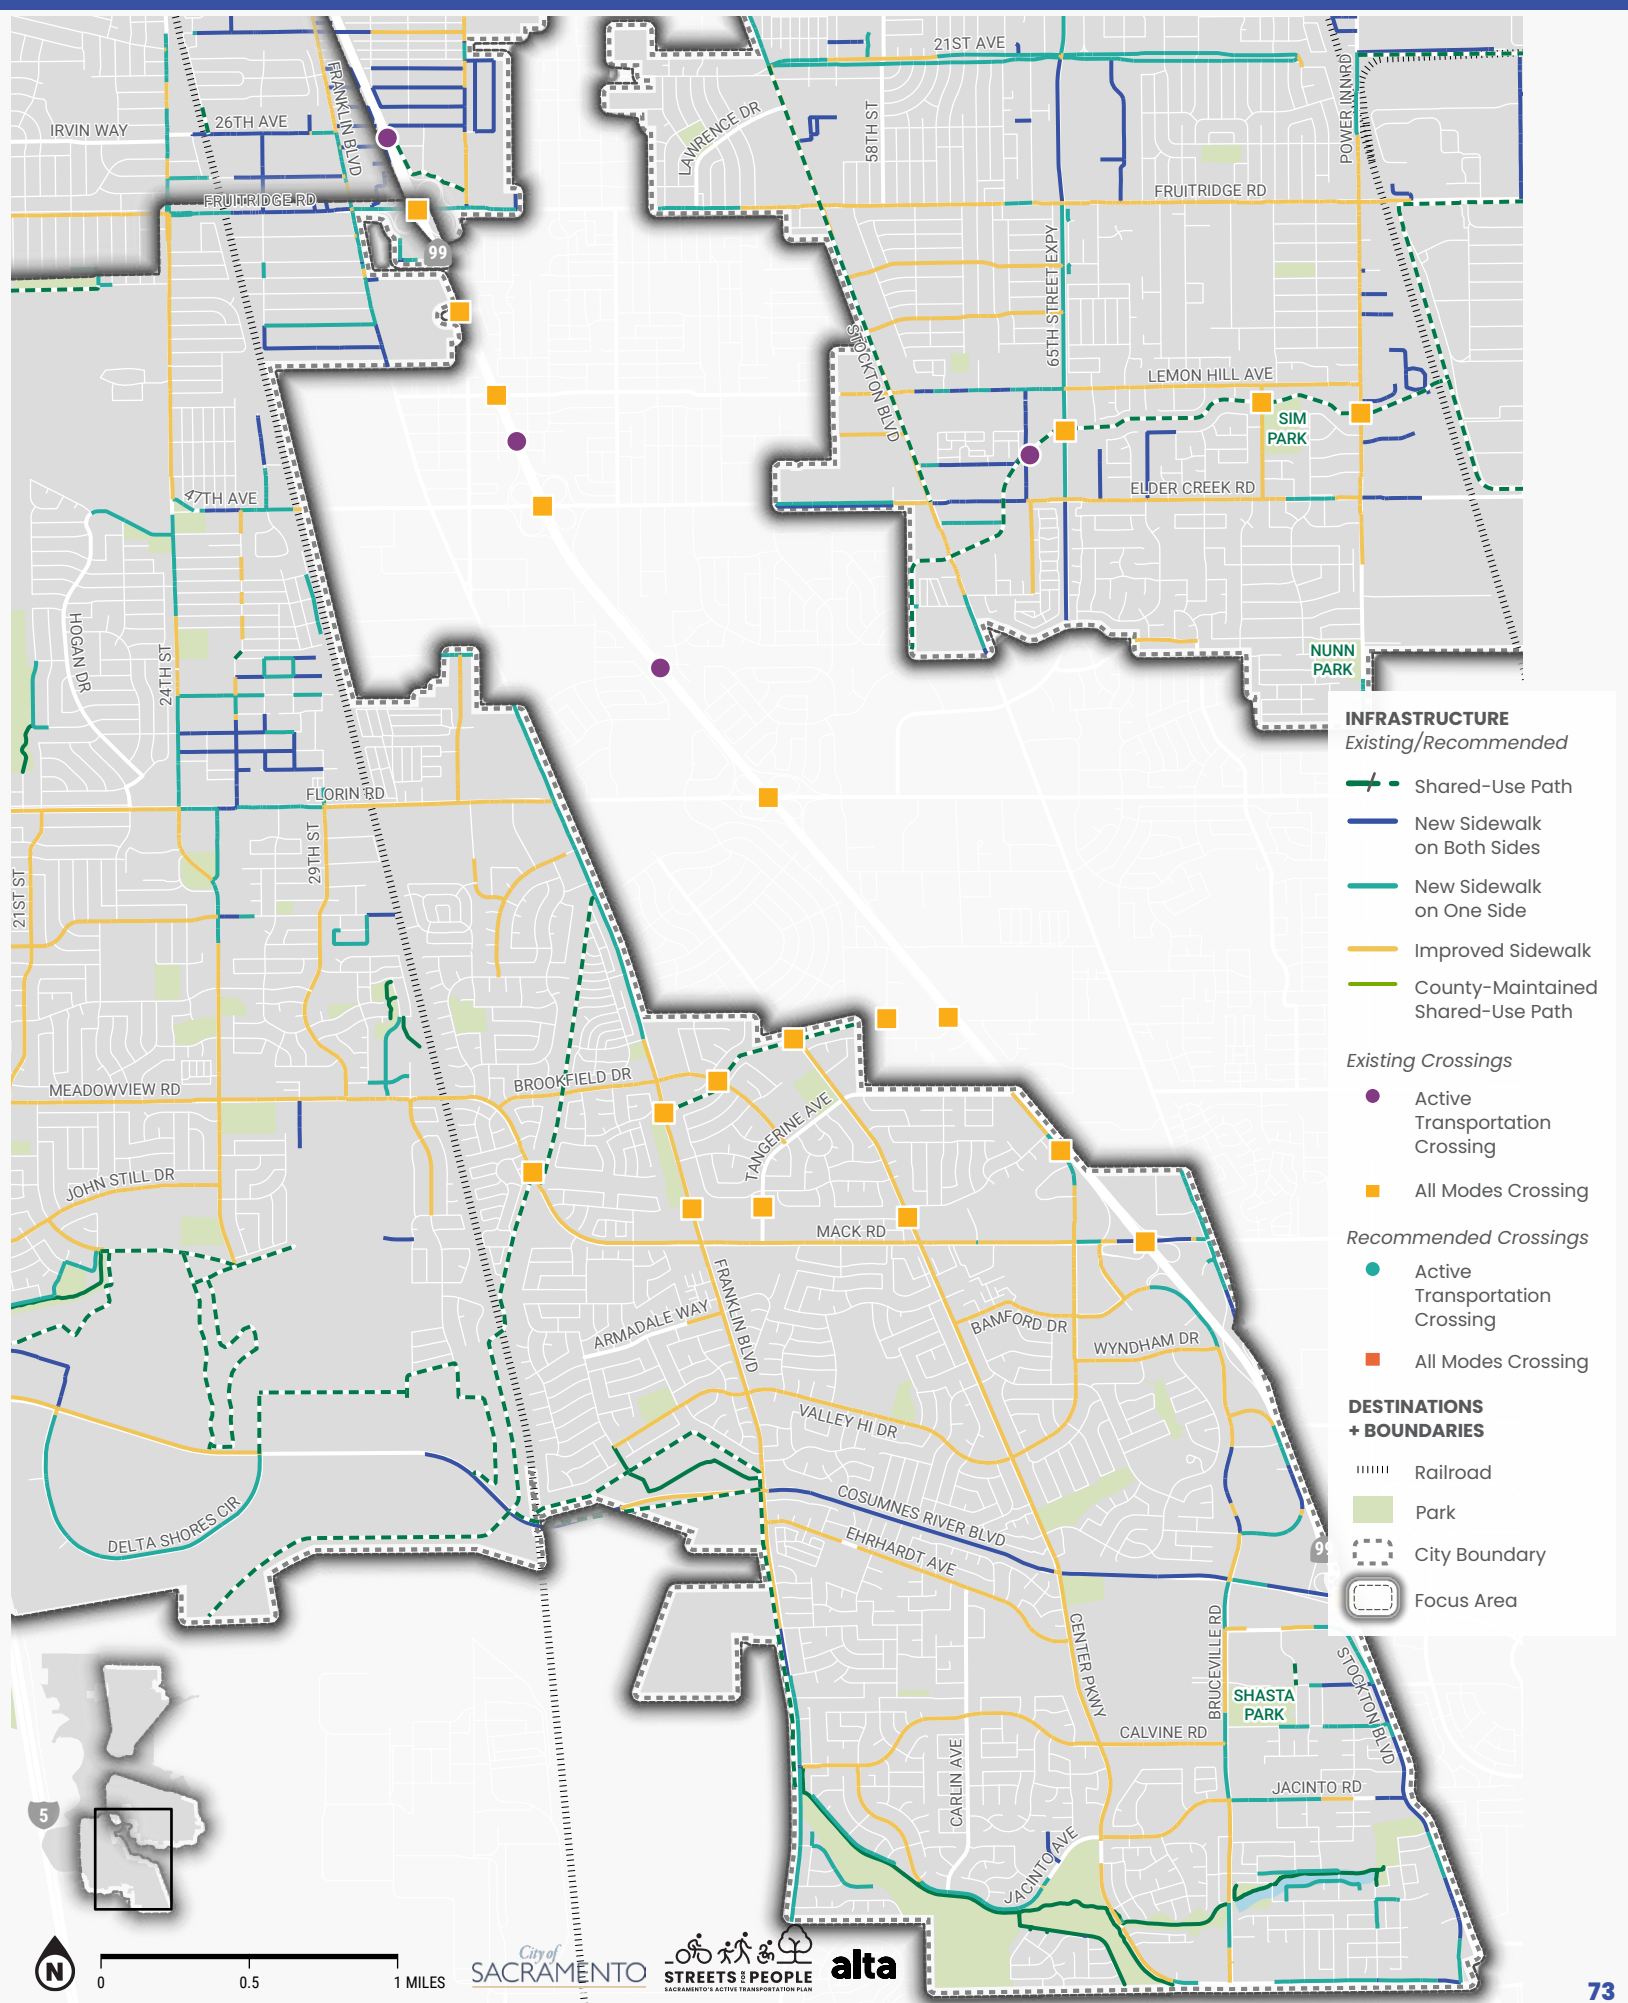 21ST AVE
FRANKLIN BLVD
26TH AVE
IRVIN WAY
LAWRENCE DR
58TH ST
POWER INN RD
FRUITRIDGE RD
FRUITRIDGE RD
99
65TH STREET EXPY
STOCKTON BLVD
LEMON HILL AVE
SIM
PARK
ELDER CREEK RD
47TH AVE
HOGAN DR
24TH ST
NUNN
PARK
FLORIN RD
29TH ST
21ST ST
MEADOWVIEW RD
BROOKFIELD DR
TANGERINE AVE
JOHN STILL DR
MACK RD
FRANKLIN BLVD
ARMADALE WAY
BAMFORD DR
WYNDHAM DR
VALLEY HI DR
COSUMNES RIVER BLVD
EHRHARDT AVE
DELTA SHORES CIR
99
CENTER PKWY
BRUCEVILLE RD
STOCKTON BLVD
SHASTA
PARK
CALVINE RD
CARLIN AVE
JACINTO RD
JACINTO AVE
5
INFRASTRUCTURE
Existing/Recommended
Shared-Use Path
New Sidewalk
on Both Sides
New Sidewalk
on One Side
Improved Sidewalk
County-Maintained
Shared-Use Path
Existing Crossings
Active
Transportation
Crossing
All Modes Crossing
Recommended Crossings
Active
Transportation
Crossing
All Modes Crossing
DESTINATIONS
+ BOUNDARIES
Railroad
Park
City Boundary
Focus Area
N
0 0.5 1 MILES
City of
SACRAMENTO
STREETS FOR PEOPLE
SACRAMENTO'S ACTIVE TRANSPORTATION PLAN
alta
73